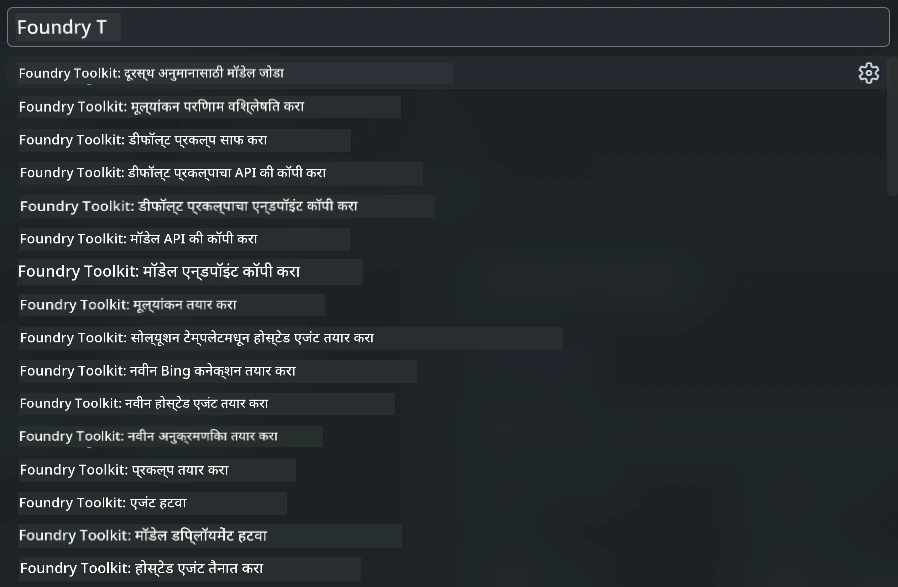 Foundry T
Foundry Toolkit: दूरस्थ अनुमानासाठी मॉडेल जोडा
Foundry Toolkit: मूल्यांकन परिणाम विश्लेषित करा
Foundry Toolkit: डीफॉल्ट प्रकल्प साफ करा
Foundry Toolkit: डीफॉल्ट प्रकल्पाचा API की कॉपी करा
Foundry Toolkit: डीफॉल्ट प्रकल्पाचा एन्डपॉइंट कॉपी करा
Foundry Toolkit: मॉडेल API की कॉपी करा
Foundry Toolkit: मॉडेल एन्डपॉइंट कॉपी करा
Foundry Toolkit: मूल्यांकन तयार करा
Foundry Toolkit: सोल्यूशन टेम्पलेटमधून होस्टेड एजंट तयार करा
Foundry Toolkit: नवीन Bing कनेक्शन तयार करा
Foundry Toolkit: नवीन होस्टेड एजंट तयार करा
Foundry Toolkit: नवीन अनुक्रमणिका तयार करा
Foundry Toolkit: प्रकल्प तयार करा
Foundry Toolkit: एजंट हटवा
Foundry Toolkit: मॉडेल डिप्लॉयमेंट हटवा
Foundry Toolkit: होस्टेड एजंट तैनात करा